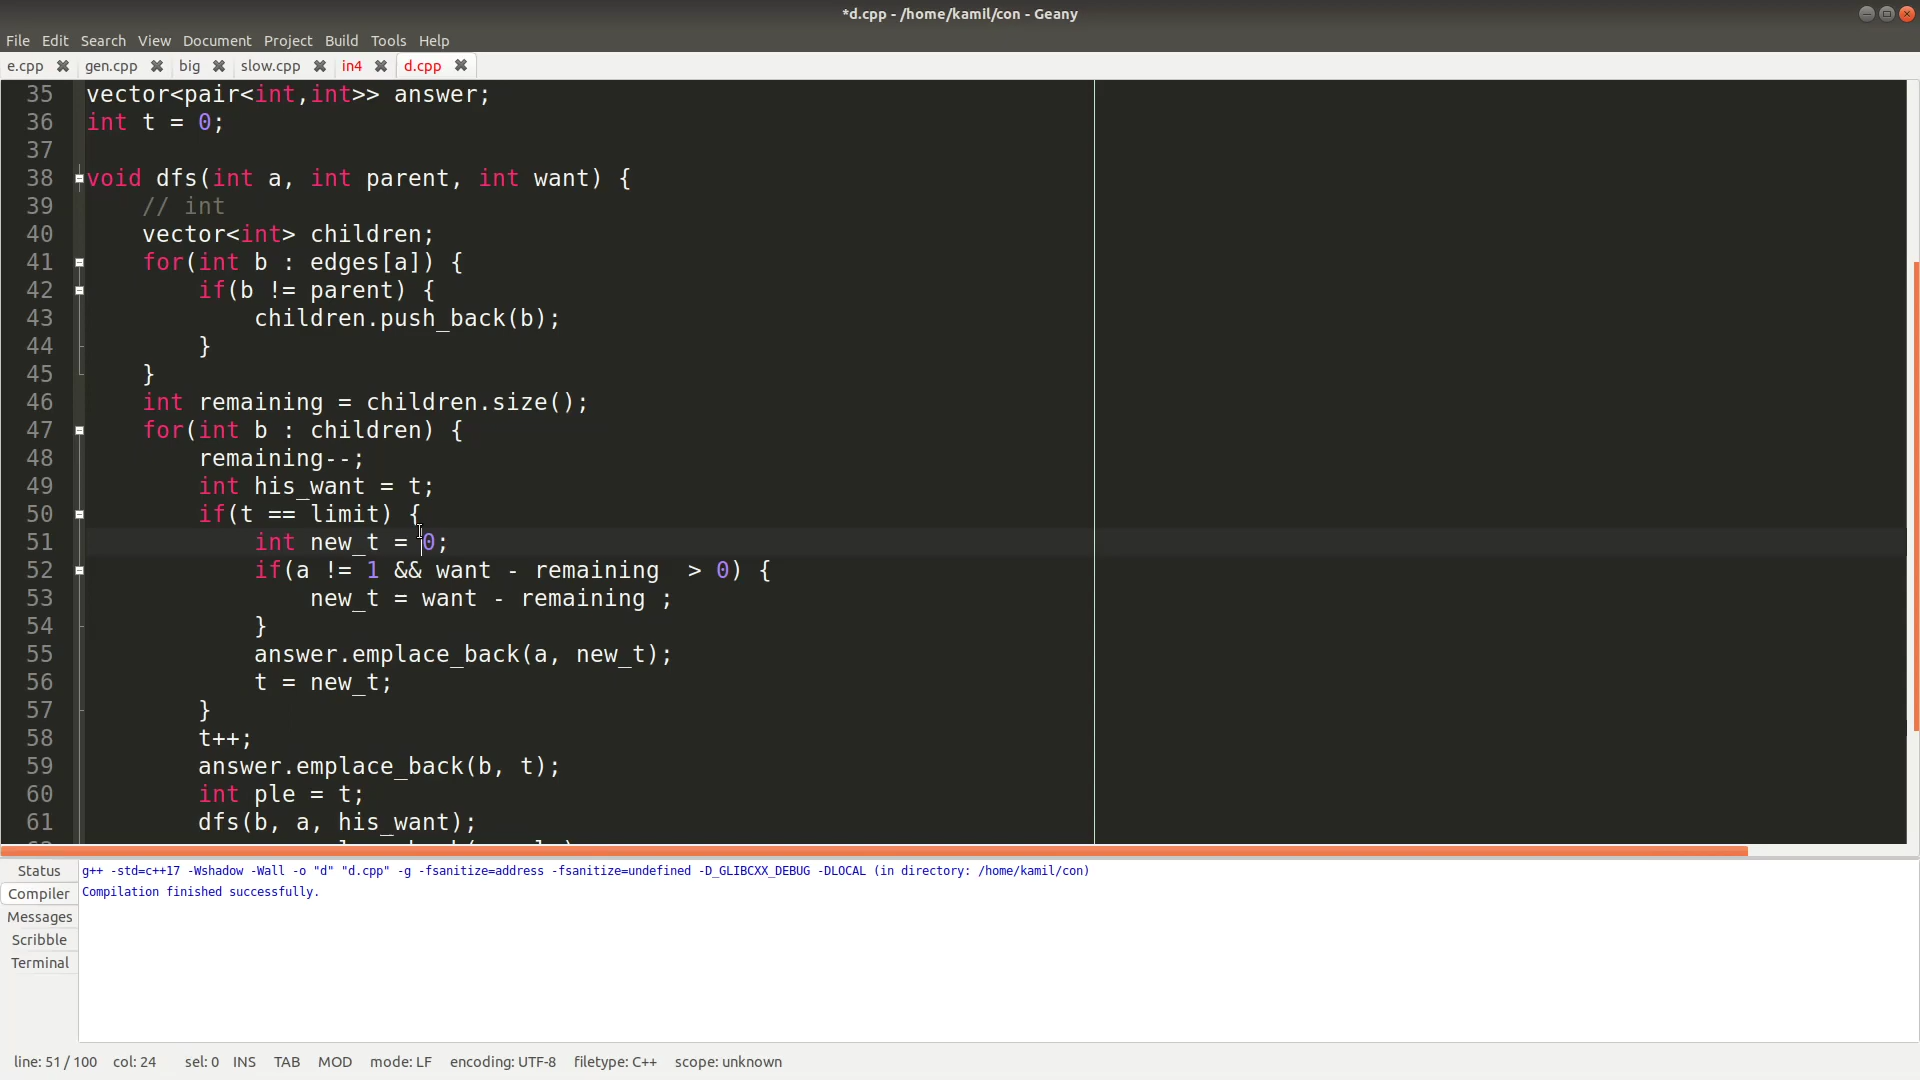 *d.cpp - /home/kamil/con - Geany
File Edit Search View Document Project Build Tools Help
e.cpp gen.cpp big slow.cpp in4 d.cpp
35 vector<pair<int,int>> answer;
36 int t = 0;
37
38 void dfs(int a, int parent, int want) {
39 // int
40 vector<int> children;
41 for(int b : edges[a]) {
42 if(b != parent) {
43 children.push_back(b);
44 }
45 }
46 int remaining = children.size();
47 for(int b : children) {
48 remaining--;
49 int his_want = t;
50 if(t == limit) {
51 int new_t = 0;
52 if(a != 1 && want - remaining  > 0) {
53 new_t = want - remaining ;
54 }
55 answer.emplace_back(a, new_t);
56 t = new_t;
57 }
58 t++;
59 answer.emplace_back(b, t);
60 int ple = t;
61 dfs(b, a, his_want);
Status
Compiler
Messages
Scribble
Terminal
g++ -std=c++17 -Wshadow -Wall -o "d" "d.cpp" -g -fsanitize=address -fsanitize=undefined -D_GLIBCXX_DEBUG -DLOCAL (in directory: /home/kamil/con)
Compilation finished successfully.
line: 51 / 100 col: 24 sel: 0 INS TAB MOD mode: LF encoding: UTF-8 filetype: C++ scope: unknown